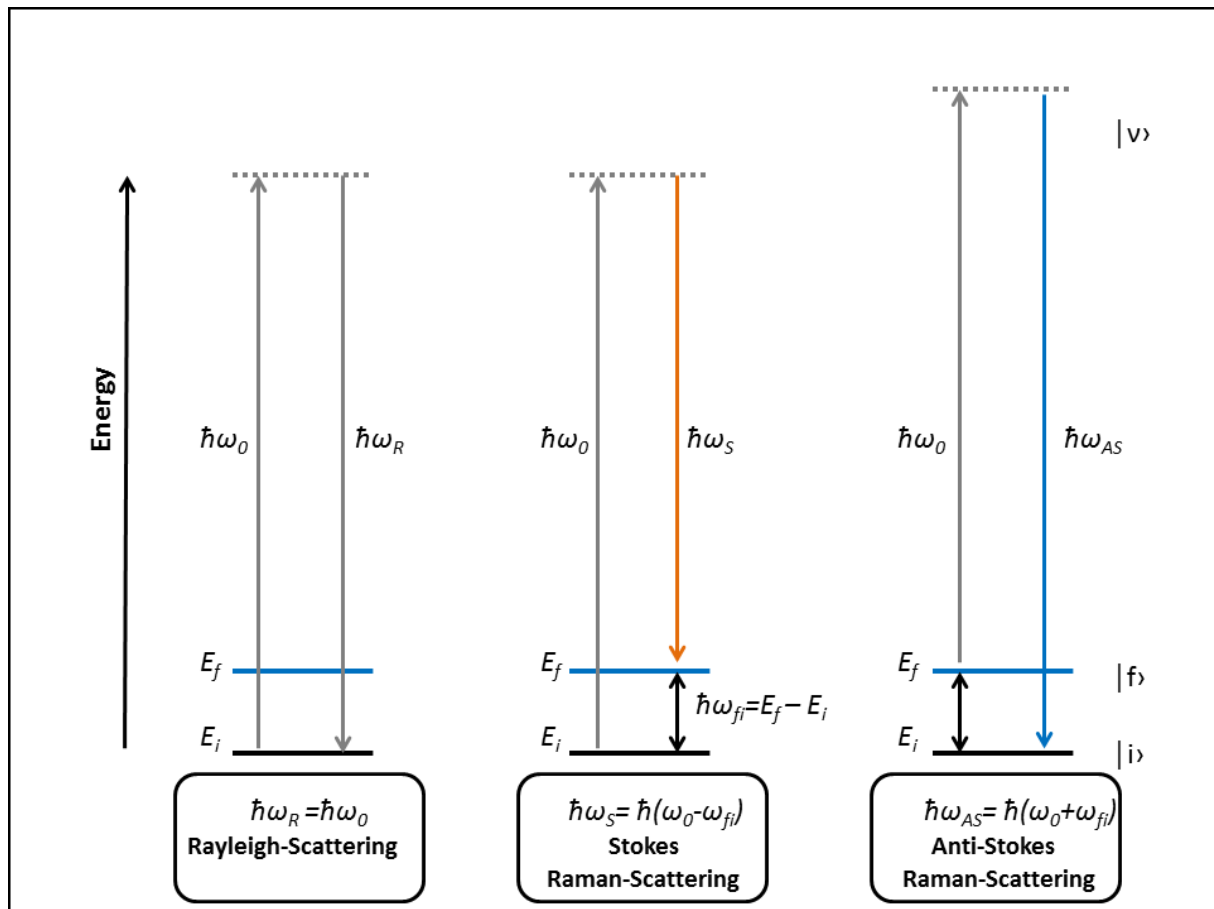 |ν⟩
Energy
ħω0
ħωR
ħω0
ħωS
ħω0
ħωAS
Ef
Ef
Ef
|f⟩
ħωfi=Ef – Ei
Ei
Ei
Ei
|i⟩
ħωR =ħω0
Rayleigh-Scattering
ħωS= ħ(ω0-ωfi)
Stokes
Raman-Scattering
ħωAS= ħ(ω0+ωfi)
Anti-Stokes
Raman-Scattering